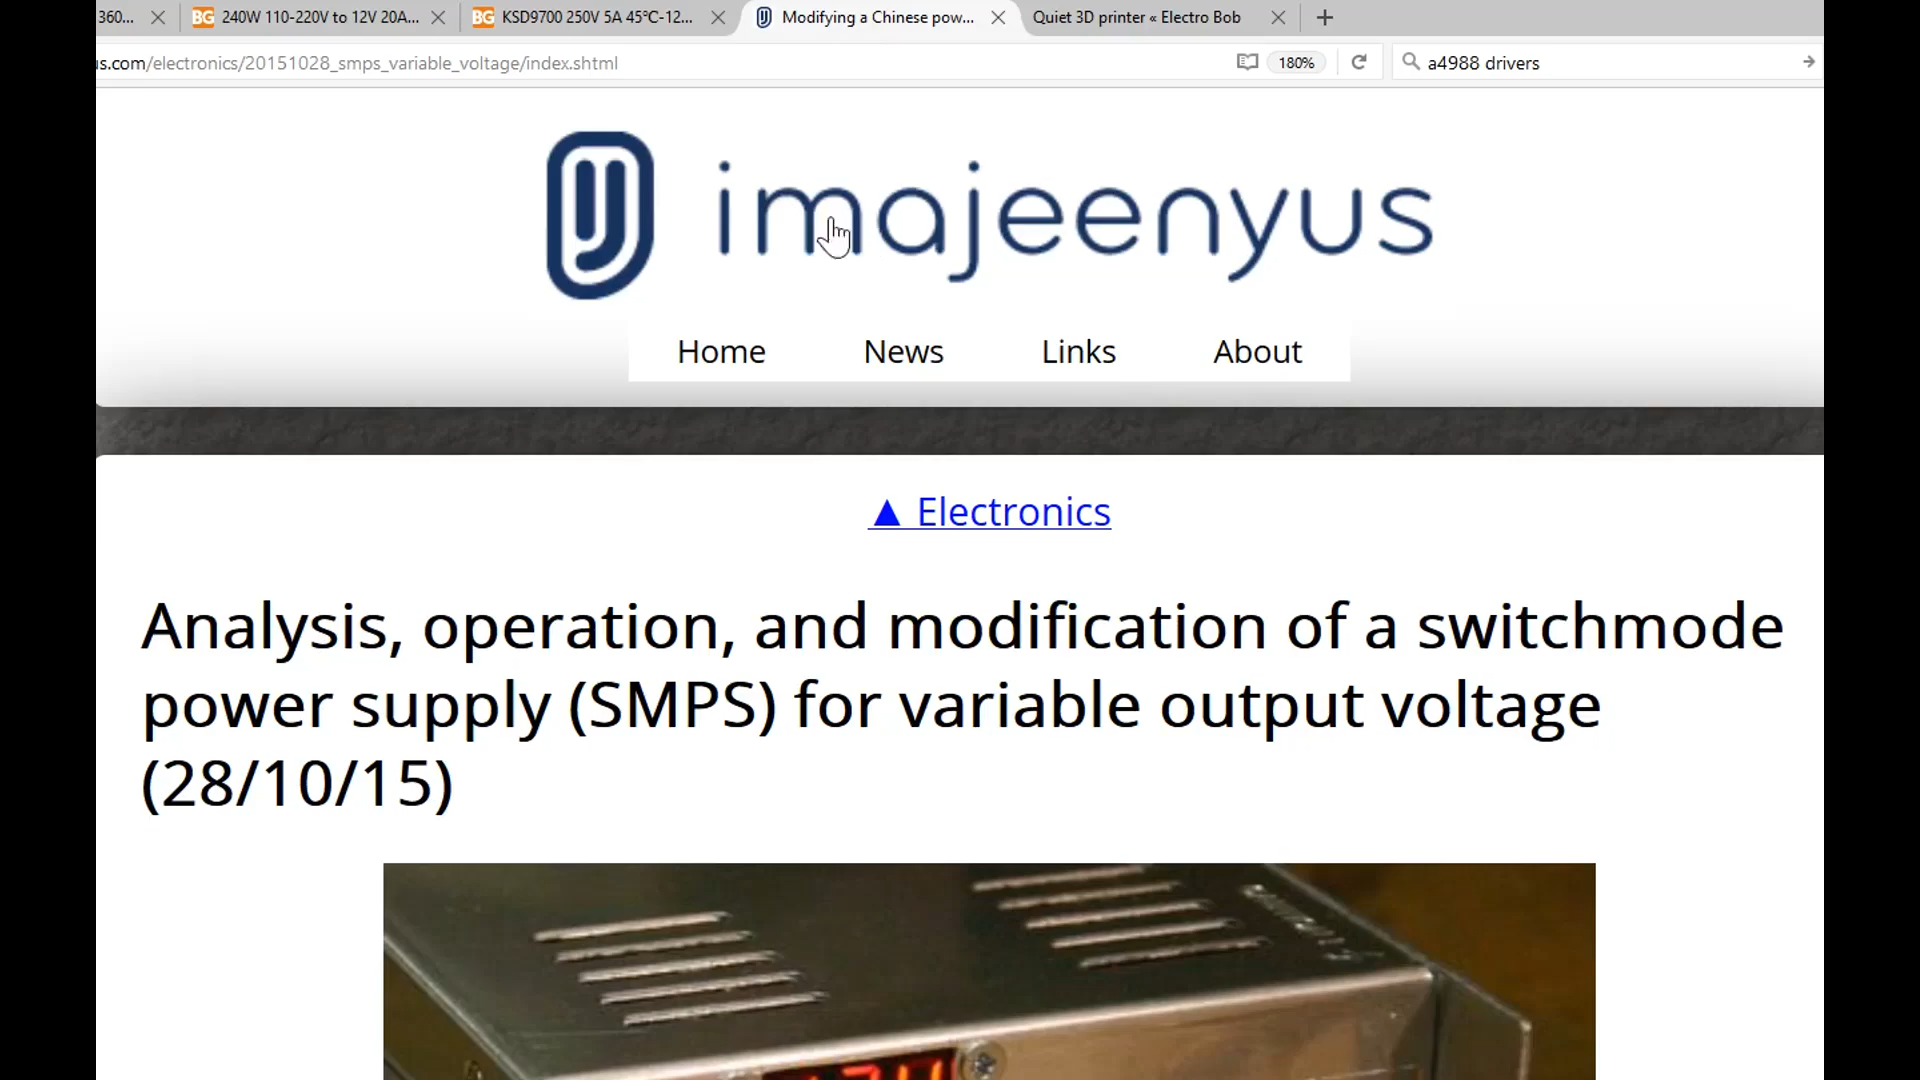 360...
BG 240W 110-220V to 12V 20A...
BG KSD9700 250V 5A 45℃-12...
Modifying a Chinese pow...
Quiet 3D printer « Electro Bob
s.com/electronics/20151028_smps_variable_voltage/index.shtml
180%
a4988 drivers
imajeenyus
Home News Links About
▲ Electronics
Analysis, operation, and modification of a switchmode
power supply (SMPS) for variable output voltage
(28/10/15)